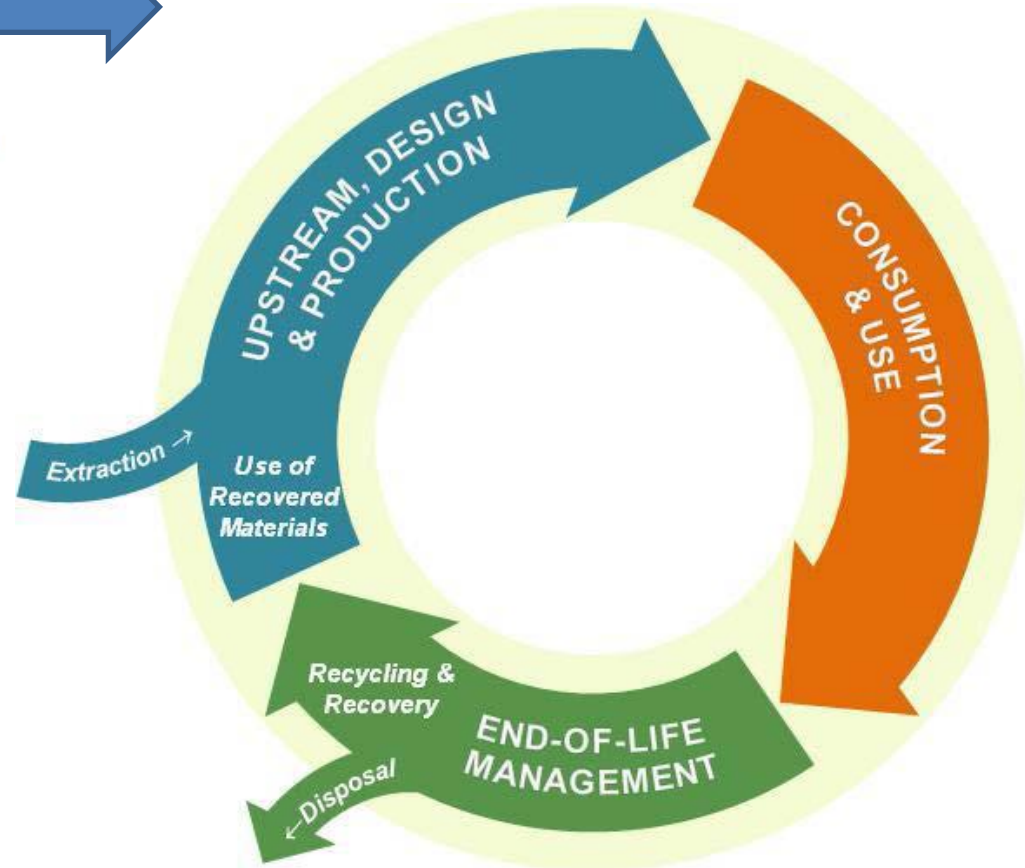 UPSTREAM, DESIGN
& PRODUCTION
CONSUMPTION
& USE
Extraction →
Use of
Recovered
Materials
Recycling &
Recovery
END-OF-LIFE
MANAGEMENT
←Disposal